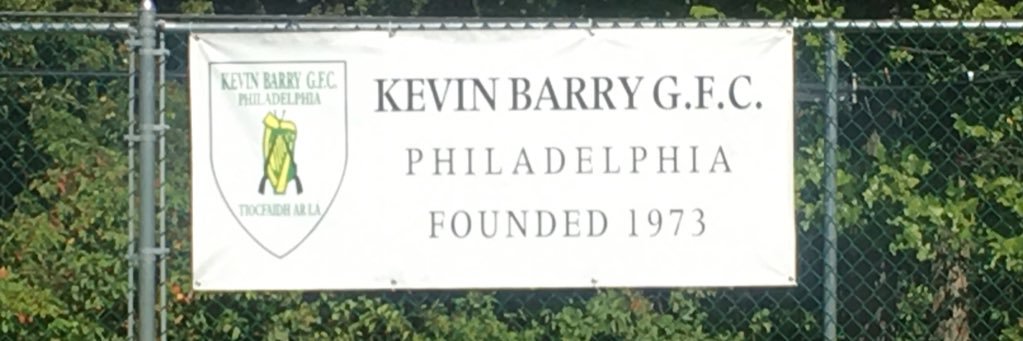 KEVIN BARRY G.F.C.
PHILADELPHIA
TIOCFAIDH AR LA
KEVIN BARRY G.F.C.
PHILADELPHIA
FOUNDED 1973